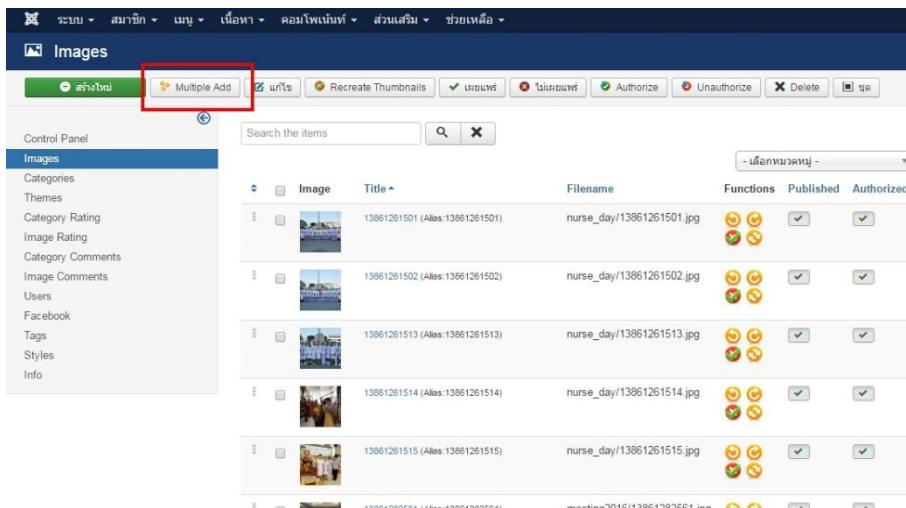 ระบบ สมาชิก เมนู เนื้อหา คอมโพเน้นท์ ส่วนเสริม ช่วยเหลือ
Images
สร้างใหม่ Multiple Add แก้ไข Recreate Thumbnails เผยแพร่ ไม่เผยแพร่ Authorize Unauthorize Delete ชุด
Control Panel
Images
Categories
Themes
Category Rating
Image Rating
Category Comments
Image Comments
Users
Facebook
Tags
Styles
Info
Search the items
- เลือกหมวดหมู่ -
Image Title Filename Functions Published Authorized
13861261501 (Alias:13861261501) nurse_day/13861261501.jpg
13861261502 (Alias:13861261502) nurse_day/13861261502.jpg
13861261513 (Alias:13861261513) nurse_day/13861261513.jpg
13861261514 (Alias:13861261514) nurse_day/13861261514.jpg
13861261515 (Alias:13861261515) nurse_day/13861261515.jpg